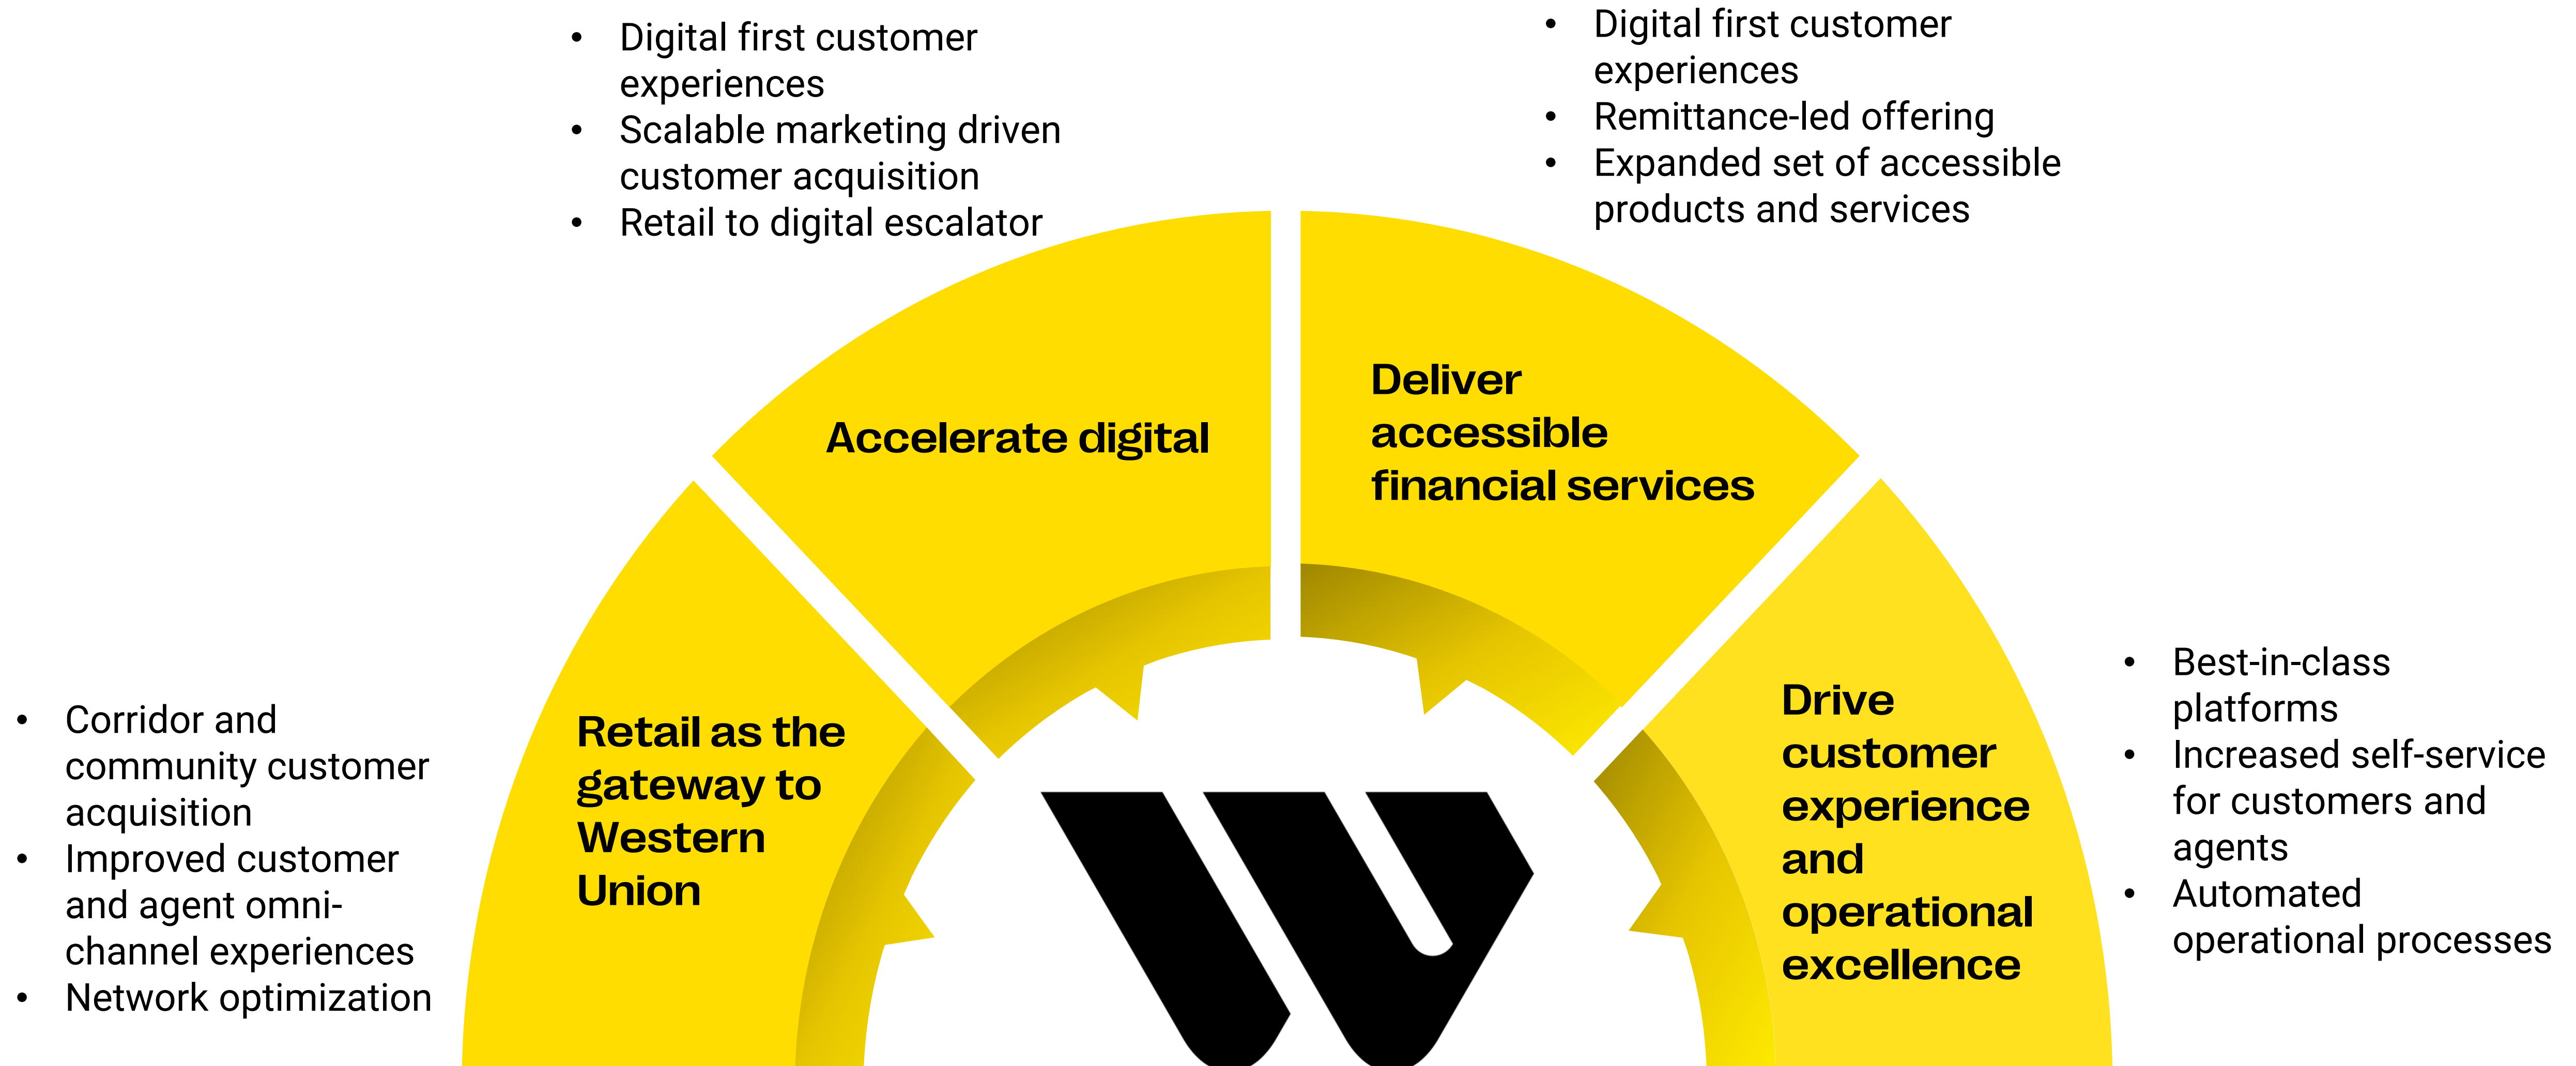 • Digital first customer
experiences
• Scalable marketing driven
customer acquisition
• Retail to digital escalator
• Digital first customer
experiences
• Remittance-led offering
• Expanded set of accessible
products and services
Accelerate digital
Deliver
accessible
financial services
• Corridor and
community customer
acquisition
• Improved customer
and agent omni-
channel experiences
• Network optimization
Retail as the
gateway to
Western
Union
Drive
customer
experience
and
operational
excellence
• Best-in-class
platforms
• Increased self-service
for customers and
agents
• Automated
operational processes